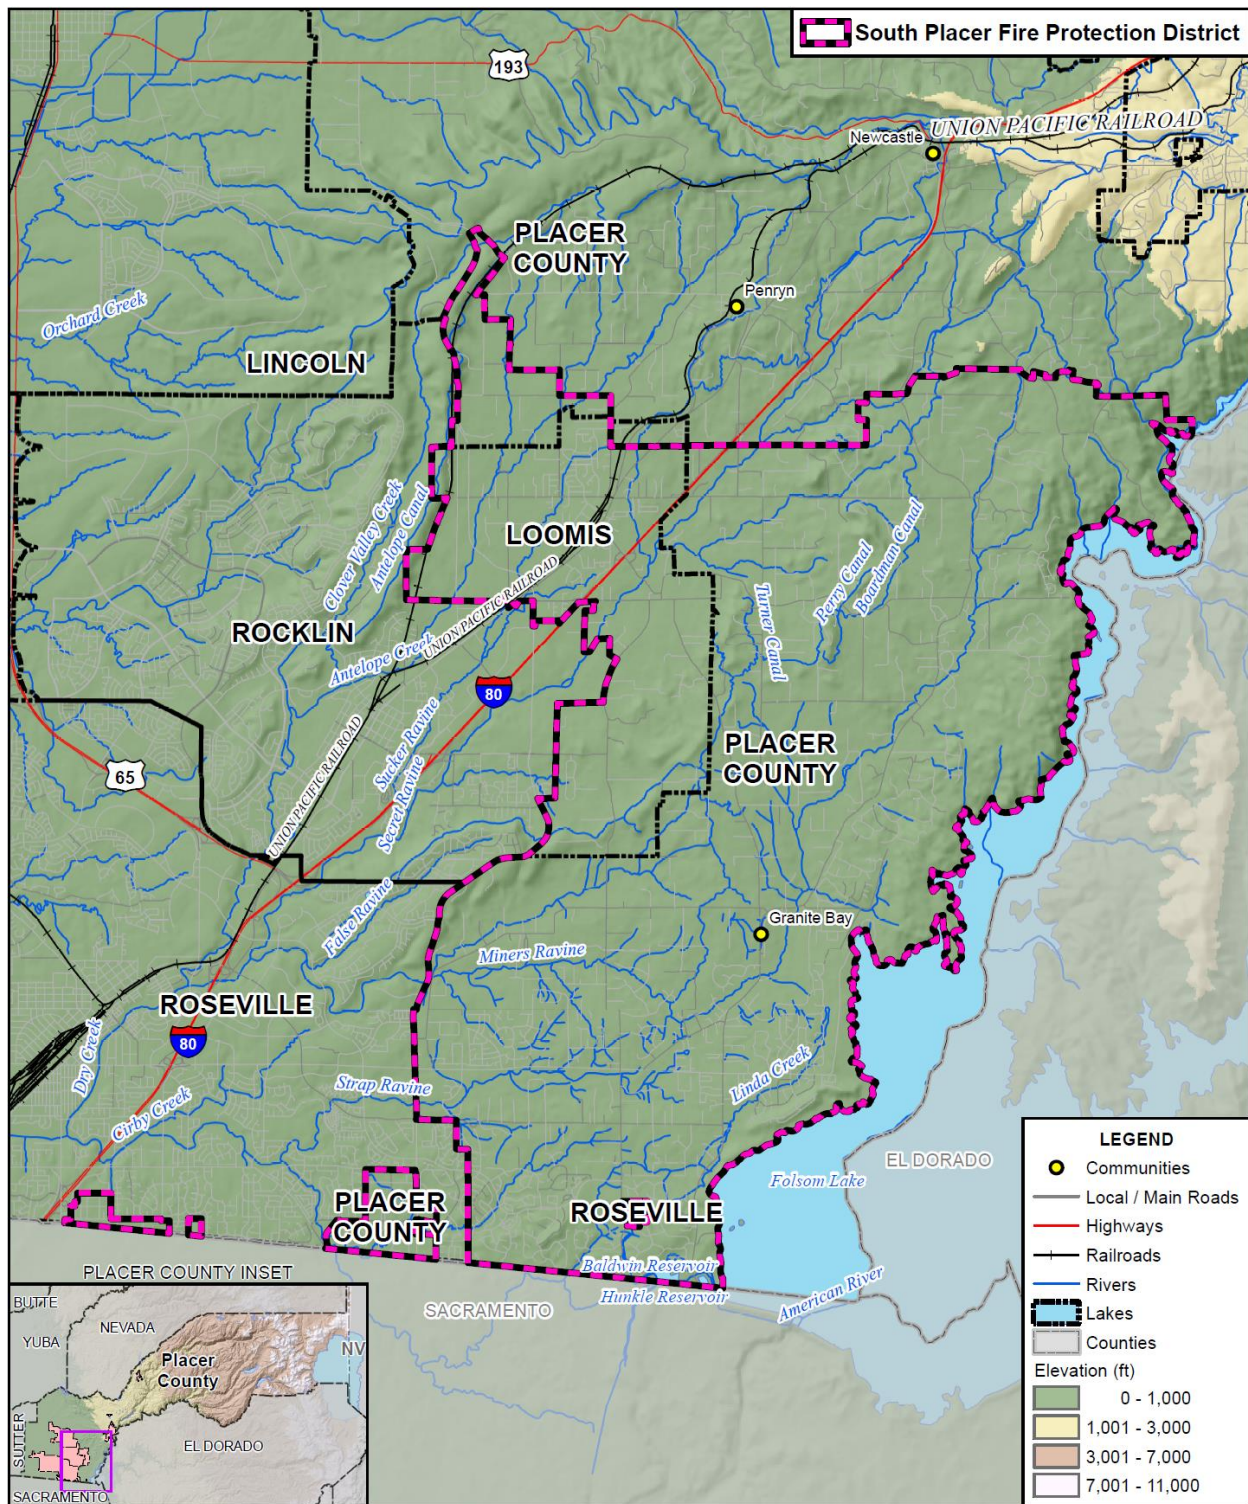 South Placer Fire Protection District
193
UNION PACIFIC RAILROAD
Newcastle
PLACER
COUNTY
Penryn
Orchard Creek
LINCOLN
Clover Valley Creek
Antelope Canal
LOOMIS
UNION PACIFIC RAILROAD
Turner Canal
Perry Canal
Boardman Canal
ROCKLIN
Antelope Creek
80
Sucker Ravine
Secret Ravine
PLACER
COUNTY
65
UNION PACIFIC RAILROAD
False Ravine
Granite Bay
Miners Ravine
ROSEVILLE
80
Dry Creek
Cirby Creek
Strap Ravine
Linda Creek
PLACER
COUNTY
ROSEVILLE
Folsom Lake
EL DORADO
Baldwin Reservoir
Hunkle Reservoir
American River
SACRAMENTO
PLACER COUNTY INSET
BUTTE
YUBA
NEVADA
NV
Placer
County
SUTTER
EL DORADO
SACRAMENTO
LEGEND
Communities
Local / Main Roads
Highways
Railroads
Rivers
Lakes
Counties
Elevation (ft)
0 - 1,000
1,001 - 3,000
3,001 - 7,000
7,001 - 11,000